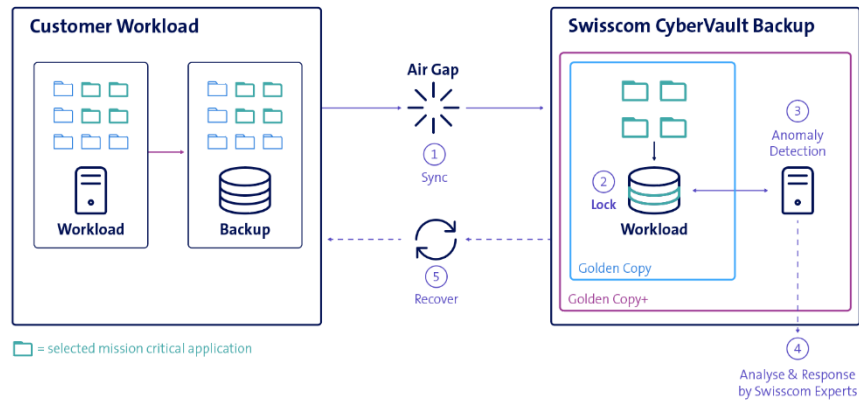 Customer Workload
Workload
Backup
= selected mission critical application
Air Gap
1
Sync
5
Recover
Swisscom CyberVault Backup
2
Lock
Workload
Golden Copy
Golden Copy+
3
Anomaly
Detection
4
Analyse & Response
by Swisscom Experts